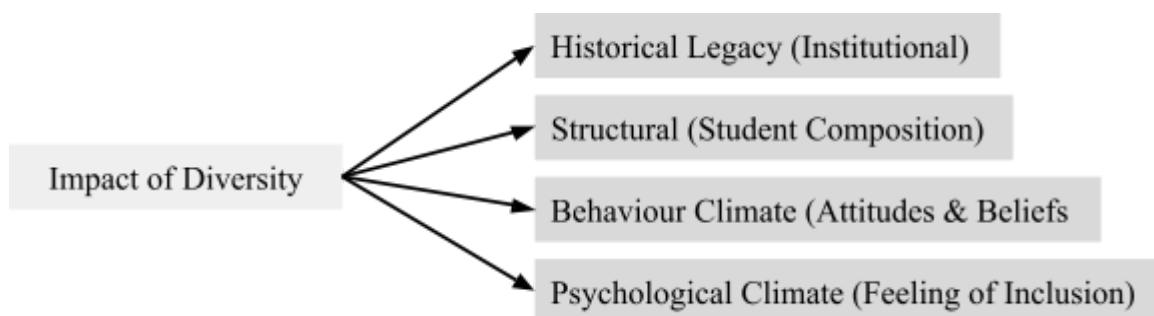 Impact of Diversity
Historical Legacy (Institutional)
Structural (Student Composition)
Behaviour Climate (Attitudes & Beliefs
Psychological Climate (Feeling of Inclusion)